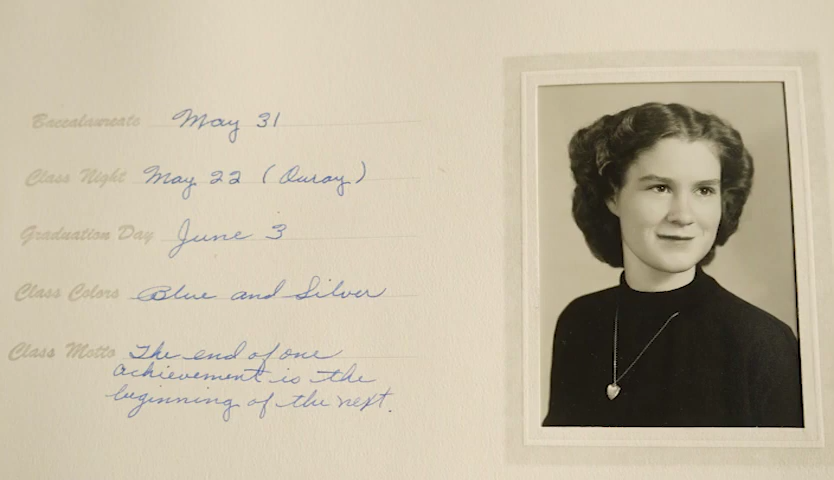 Baccalaureate May 31
Class Night May 22 (Ouray)
Graduation Day June 3
Class Colors Blue and Silver
Class Motto The end of one
achievement is the
beginning of the next.